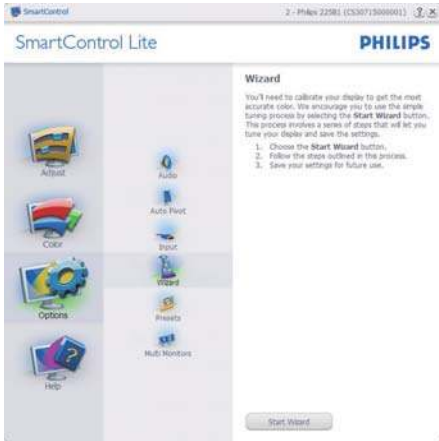 SmartControl
2 - Philips 225B1 (CS30715000001)
SmartControl Lite
PHILIPS
Adjust
Color
Options
Help
Audio
Auto Pivot
Input
Wizard
Presets
Multi Monitors
Wizard
You'll need to calibrate your display to get the most
accurate color. We encourage you to use the simple
tuning process by selecting the Start Wizard button.
This process involves a series of steps that will let you
tune your display and save the settings.
1. Choose the Start Wizard button.
2. Follow the steps outlined in the process.
3. Save your settings for future use.
Start Wizard